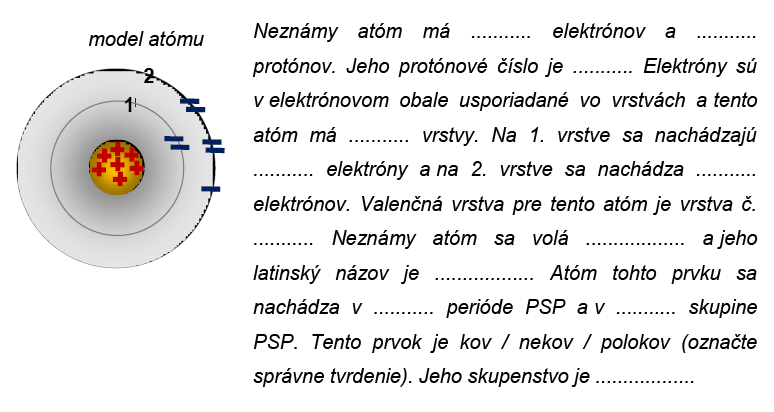 model atómu
2
1
Neznámy atóm má ........... elektrónov a ...........
protónov. Jeho protónové číslo je ........... Elektróny sú
v elektrónovom obale usporiadané vo vrstvách a tento
atóm má ........... vrstvy. Na 1. vrstve sa nachádzajú
........... elektróny a na 2. vrstve sa nachádza ...........
elektrónov. Valenčná vrstva pre tento atóm je vrstva č.
........... Neznámy atóm sa volá .................. a jeho
latinský názov je .................. Atóm tohto prvku sa
nachádza v ........... perióde PSP a v ........... skupine
PSP. Tento prvok je kov / nekov / polokov (označte
správne tvrdenie). Jeho skupenstvo je ..................